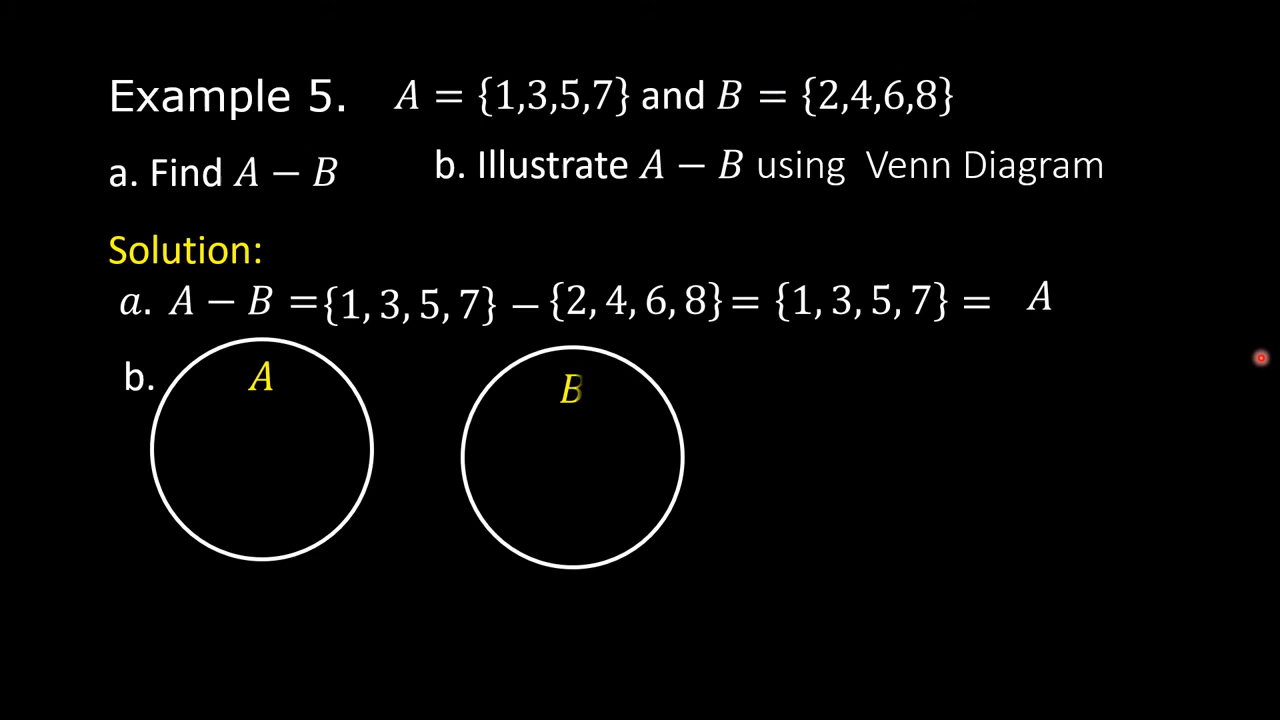 Example 5. A = {1,3,5,7} and B = {2,4,6,8}
a. Find A − B b. Illustrate A − B using Venn Diagram
Solution:
a. A − B = {1, 3, 5, 7} − {2, 4, 6, 8} = {1, 3, 5, 7} = A
b. A B